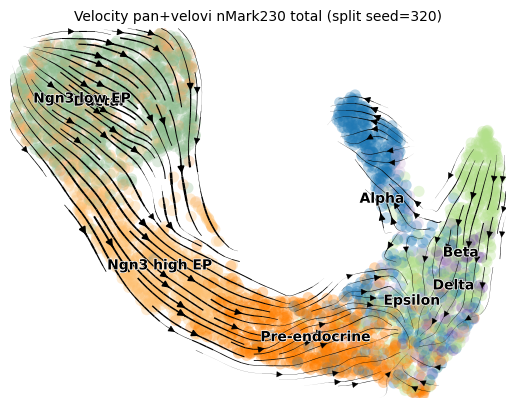 Velocity pan+velovi nMark230 total (split seed=320)
Ngn3 low EP
Ductal
Alpha
Beta
Ngn3 high EP
Delta
Epsilon
Pre-endocrine